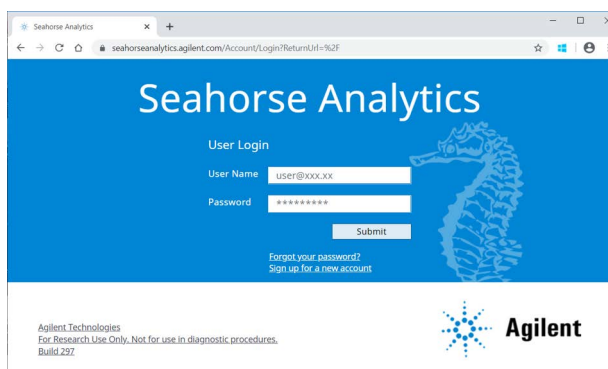 Seahorse Analytics
seahorseanalytics.agilent.com/Account/Login?ReturnUrl=%2F
Seahorse Analytics
User Login
User Name user@xxx.xx
Password *********
Submit
Forgot your password?
Sign up for a new account
Agilent Technologies
For Research Use Only. Not for use in diagnostic procedures.
Build 297
Agilent